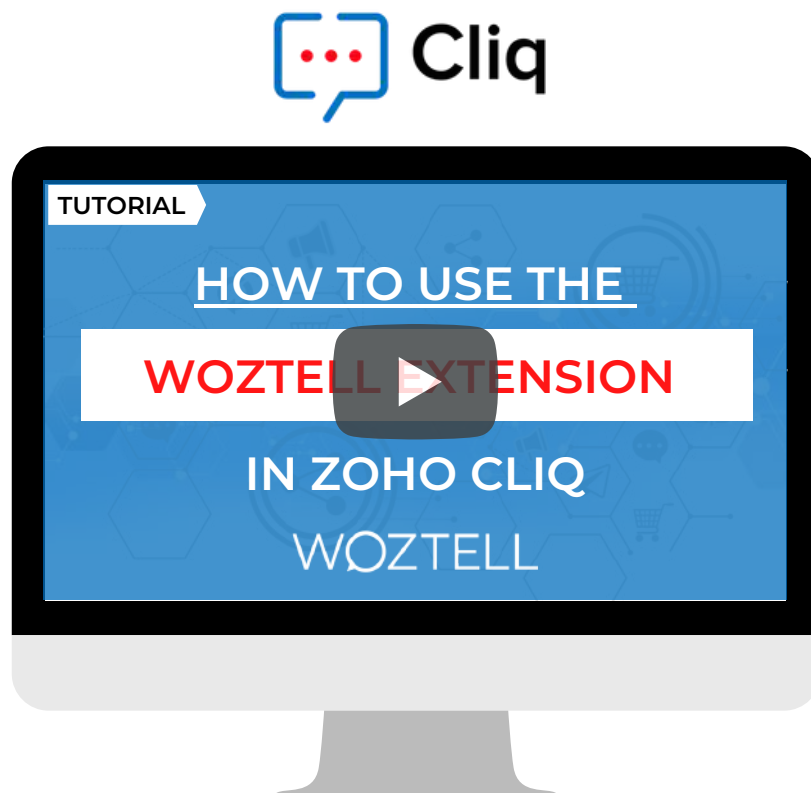 Cliq
TUTORIAL
HOW TO USE THE
WOZTELL EXTENSION
IN ZOHO CLIQ
WOZTELL